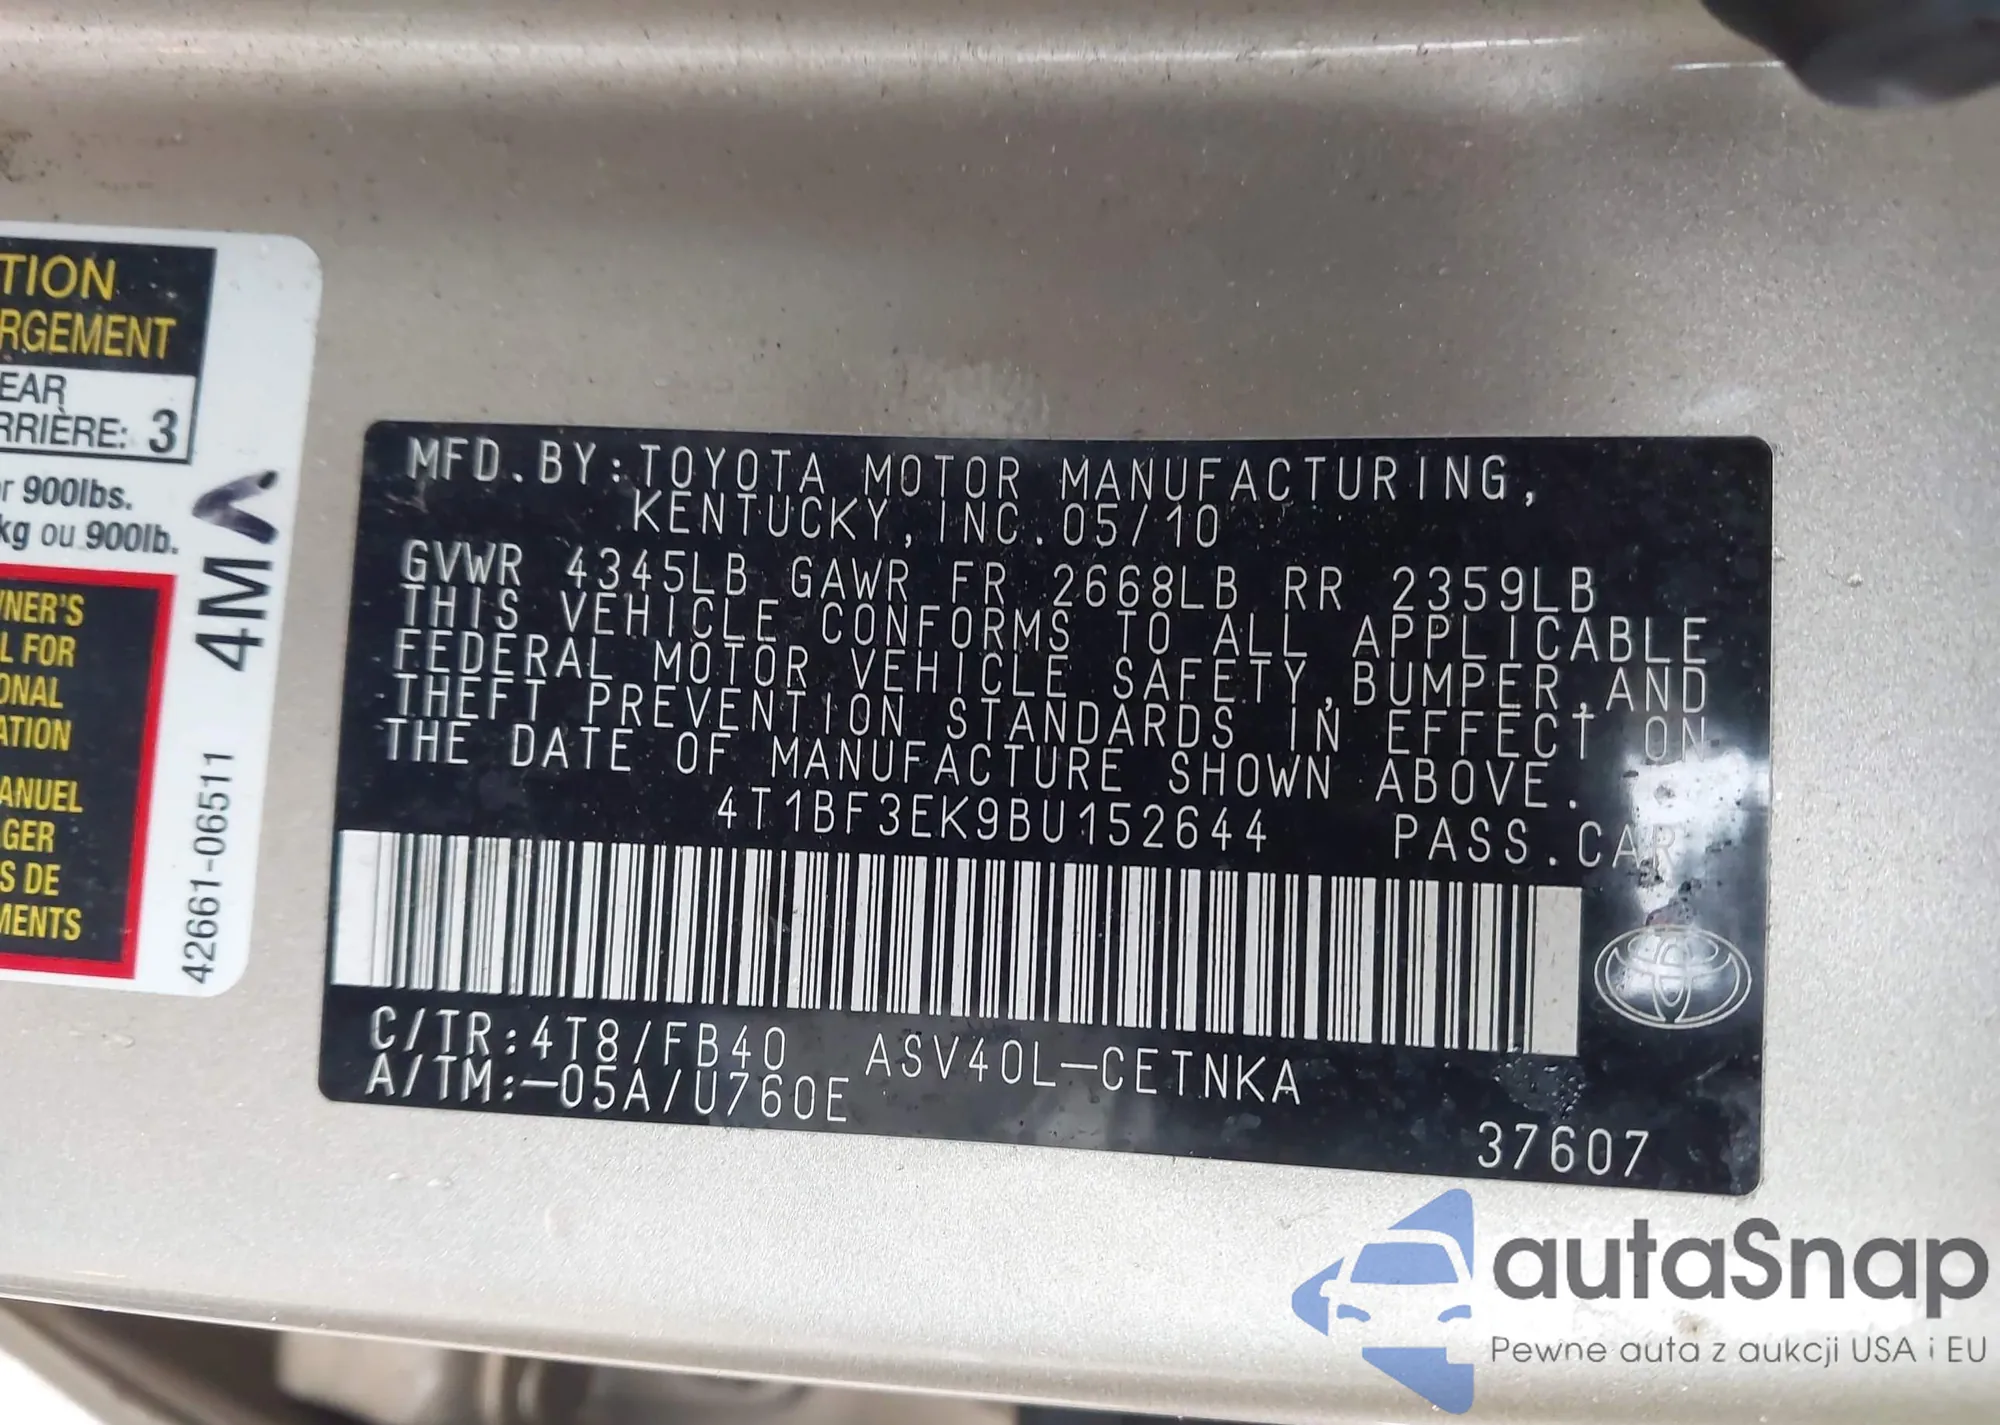 TION
RGEMENT
EAR
RRIÈRE: 3
r 900lbs.
kg ou 900lb.
WNER'S
L FOR
ONAL
ATION
ANUEL
GER
S DE
MENTS
42661-06511 4M
MFD.BY:TOYOTA MOTOR MANUFACTURING,
KENTUCKY,INC.05/10
GVWR 4345LB GAWR FR 2668LB RR 2359LB
THIS VEHICLE CONFORMS TO ALL APPLICABLE
FEDERAL MOTOR VEHICLE SAFETY,BUMPER,AND
THEFT PREVENTION STANDARDS IN EFFECT ON
THE DATE OF MANUFACTURE SHOWN ABOVE.
4T1BF3EK9BU152644 PASS.CAR
C/TR:4T8/FB40 ASV40L-CETNKA
A/TM:-05A/U760E
37607
autaSnap
Pewne auta z aukcji USA i EU